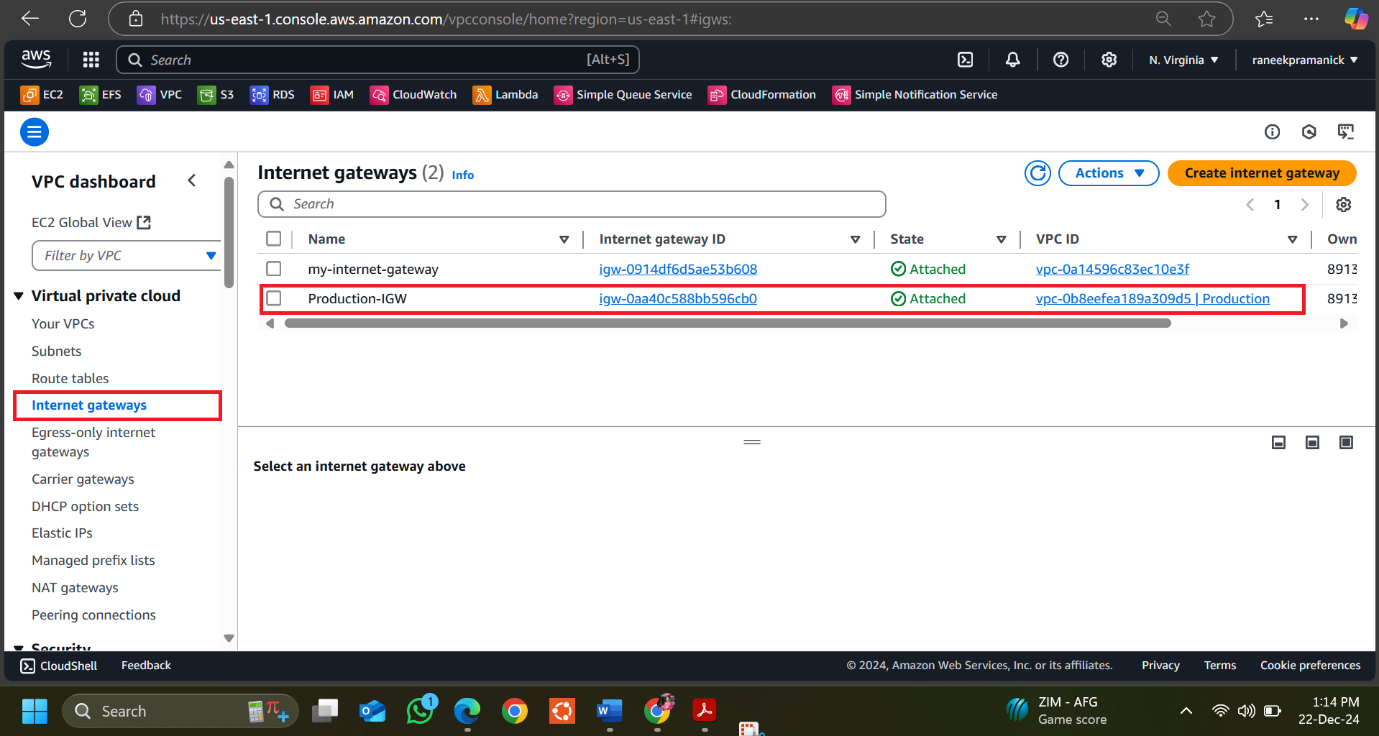 https://us-east-1.console.aws.amazon.com/vpcconsole/home?region=us-east-1#igws:
aws
Search
[Alt+S]
N. Virginia
raneekpramanick
EC2
EFS
VPC
S3
RDS
IAM
CloudWatch
Lambda
Simple Queue Service
CloudFormation
Simple Notification Service
VPC dashboard
EC2 Global View
Filter by VPC
Virtual private cloud
Your VPCs
Subnets
Route tables
Internet gateways
Egress-only internet
gateways
Carrier gateways
DHCP option sets
Elastic IPs
Managed prefix lists
NAT gateways
Peering connections
Security
Internet gateways (2) Info
Actions
Create internet gateway
Search
1
Name Internet gateway ID State VPC ID Own
my-internet-gateway igw-0914df6d5ae53b608 Attached vpc-0a14596c83ec10e3f 8913
Production-IGW igw-0aa40c588bb596cb0 Attached vpc-0b8eefea189a309d5 | Production 8913
Select an internet gateway above
CloudShell Feedback © 2024, Amazon Web Services, Inc. or its affiliates. Privacy Terms Cookie preferences
Search
1
ZIM - AFG
Game score
1:14 PM
22-Dec-24